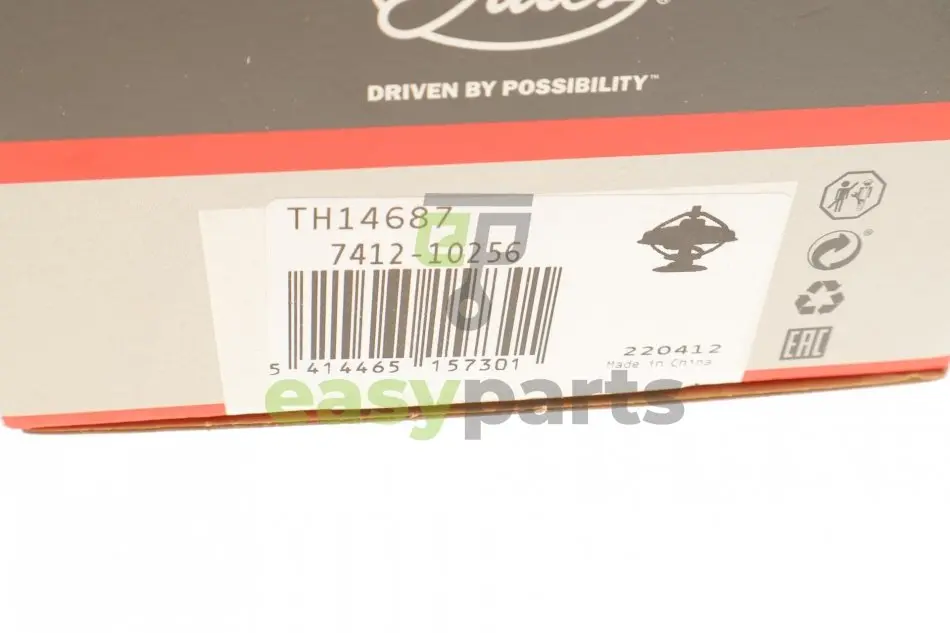 DRIVEN BY POSSIBILITY™
TH14687
7412-10256
5 414465 157301
220412
Made in China
EAC
easyparts